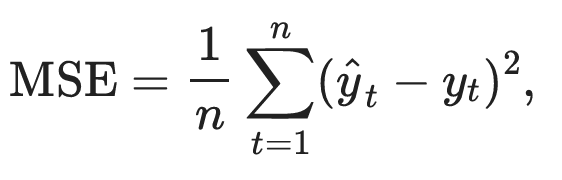 MSE = \frac{1}{n} \sum_{t=1}^{n} (\hat{y}_t - y_t)^2,